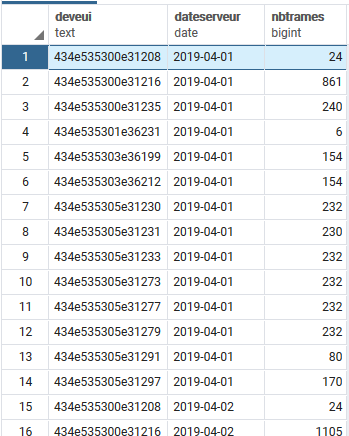 deveui dateserveur nbtrames
text date bigint
1 434e535300e31208 2019-04-01 24
2 434e535300e31216 2019-04-01 861
3 434e535300e31235 2019-04-01 240
4 434e535301e36231 2019-04-01 6
5 434e535303e36199 2019-04-01 154
6 434e535303e36212 2019-04-01 154
7 434e535305e31230 2019-04-01 232
8 434e535305e31231 2019-04-01 230
9 434e535305e31233 2019-04-01 232
10 434e535305e31273 2019-04-01 232
11 434e535305e31277 2019-04-01 232
12 434e535305e31279 2019-04-01 232
13 434e535305e31291 2019-04-01 80
14 434e535305e31297 2019-04-01 170
15 434e535300e31208 2019-04-02 24
16 434e535300e31216 2019-04-02 1105